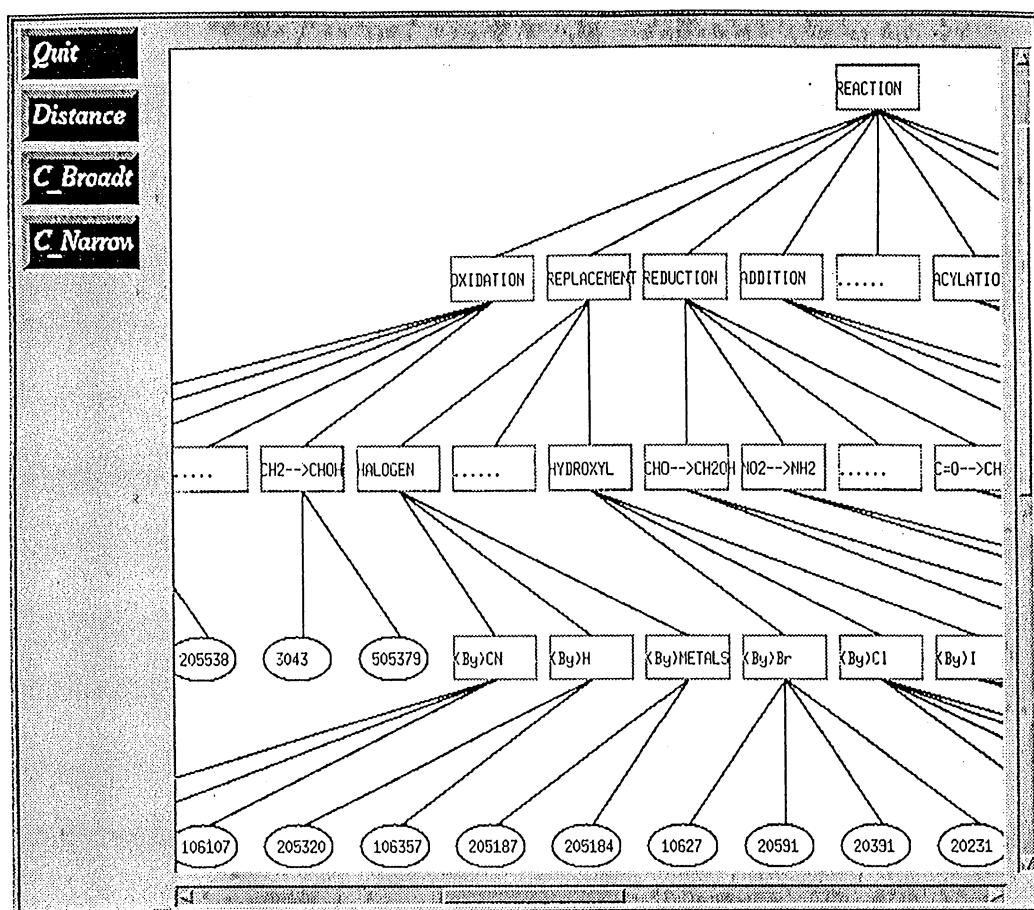 Quit
Distance
C_Broadt
C_Narrow
REACTION
OXIDATION REPLACEMENT REDUCTION ADDITION ...... ACYLATIO
..... CH2-->CHOH HALOGEN ...... HYDROXYL CHO-->CH2OH NO2-->NH2 ...... C=O-->CH
205538 3043 505379 (By)CN (By)H (By)METALS (By)Br (By)Cl (By)I
106107 205320 106357 205187 205184 10627 20591 20391 20231